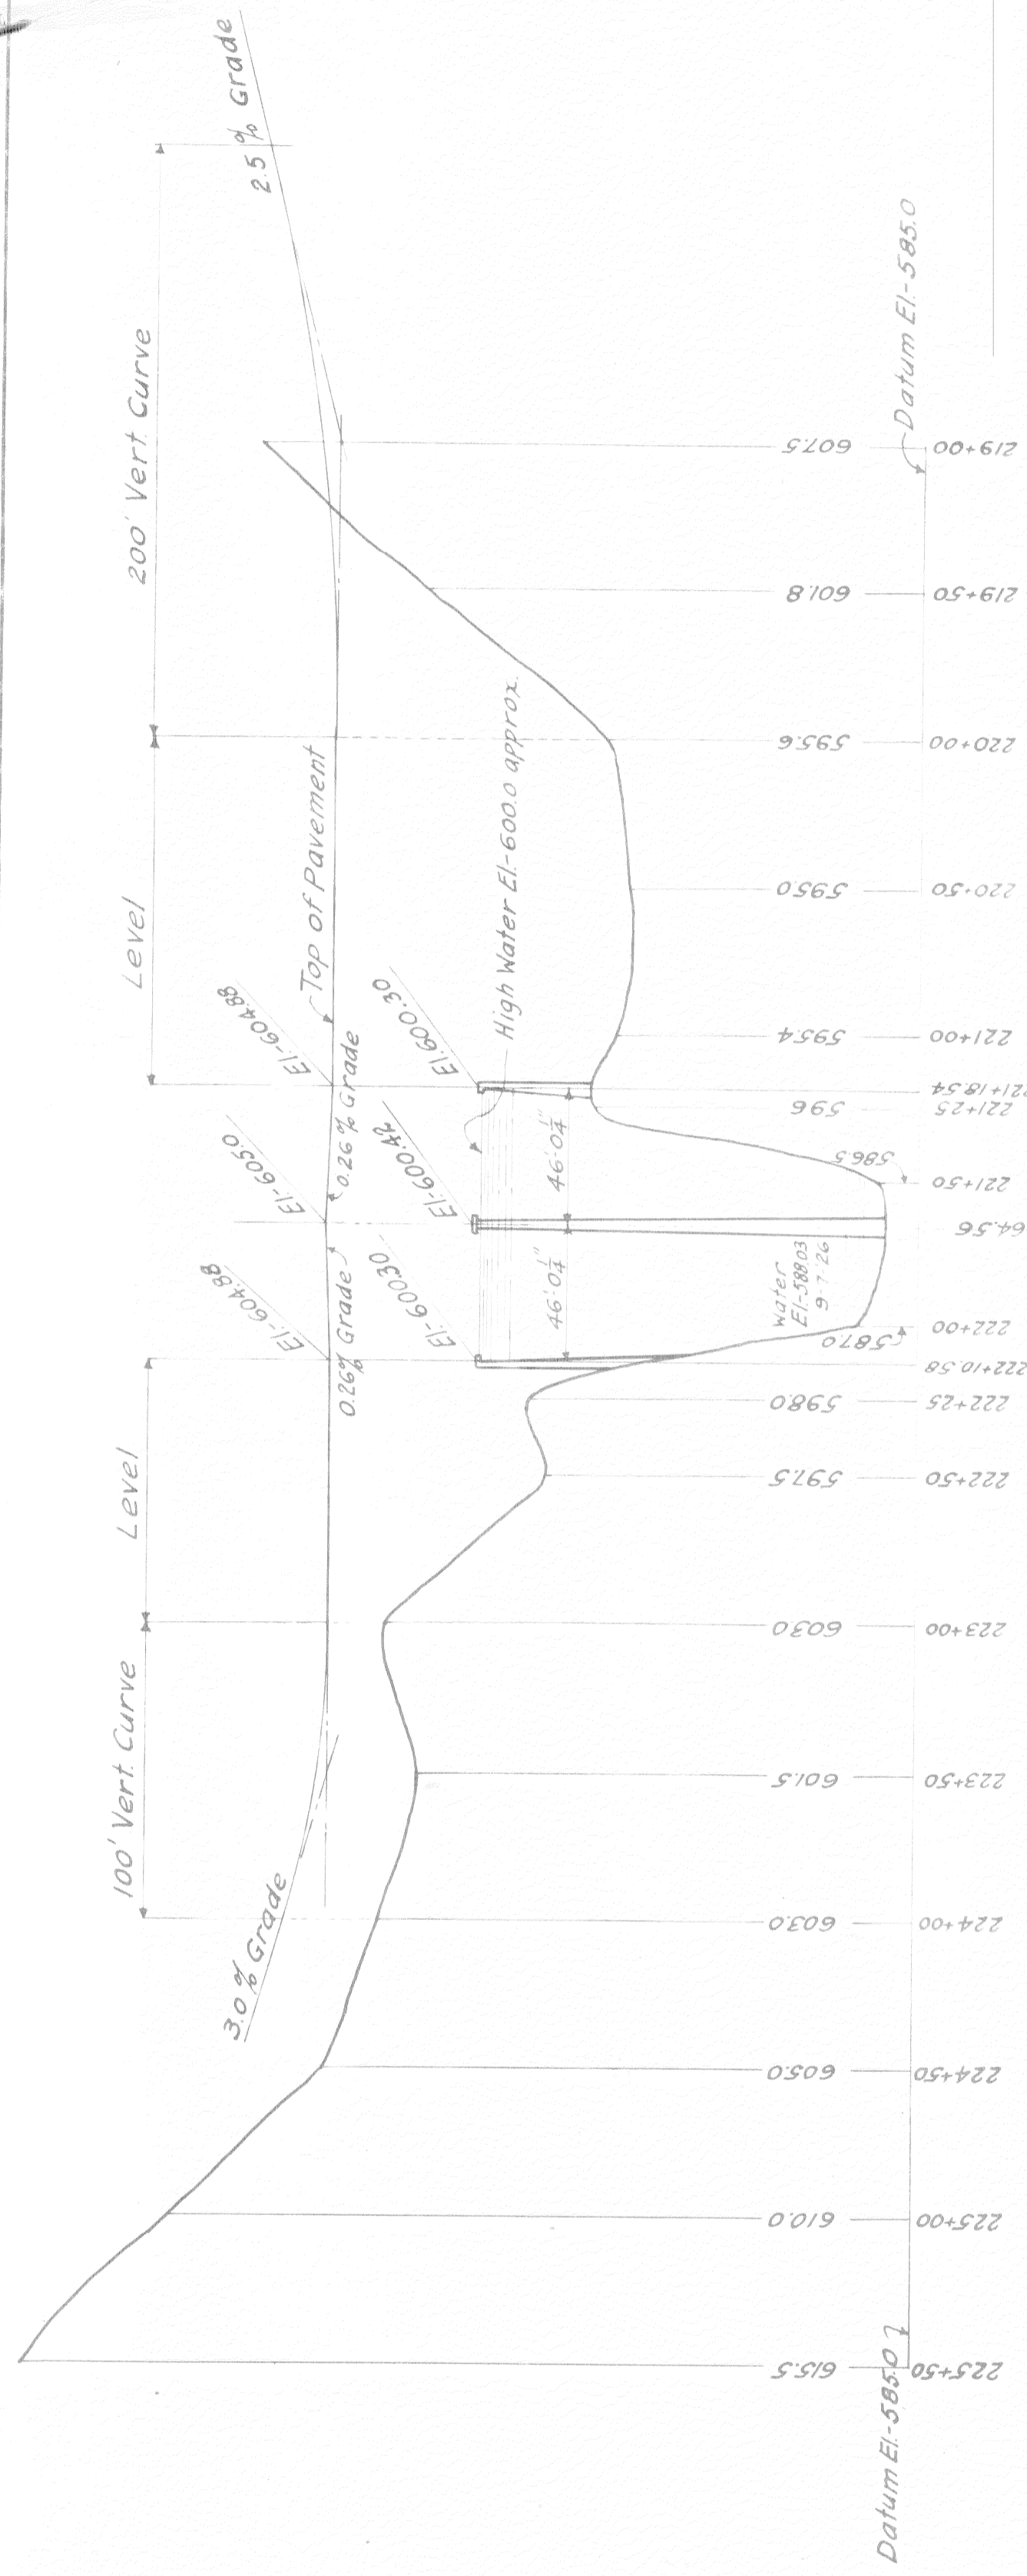 100' Vert. Curve
Level
Level
200' Vert. Curve
3.0 % Grade
2.5 % Grade
El.-604.88
El.-605.0
El.-604.88
Top of Pavement
0.26% Grade
0.26 % Grade
El.-600.30
El.-600.42
El.600.30
High Water El.-600.0 approx.
46'-0 1/4"
46'-0 1/4"
Water
El.-588.03
9-7-26
615.5
610.0
605.0
603.0
601.5
603.0
597.5
598.0
587.0
586.5
596
595.4
595.0
595.6
601.8
607.5
Datum El.-585.0
Datum El.-585.0
225+50
225+00
224+50
224+00
223+50
223+00
222+50
222+25
222+10.58
222+00
64.56
221+50
221+25
221+18.54
221+00
220+50
220+00
219+50
219+00